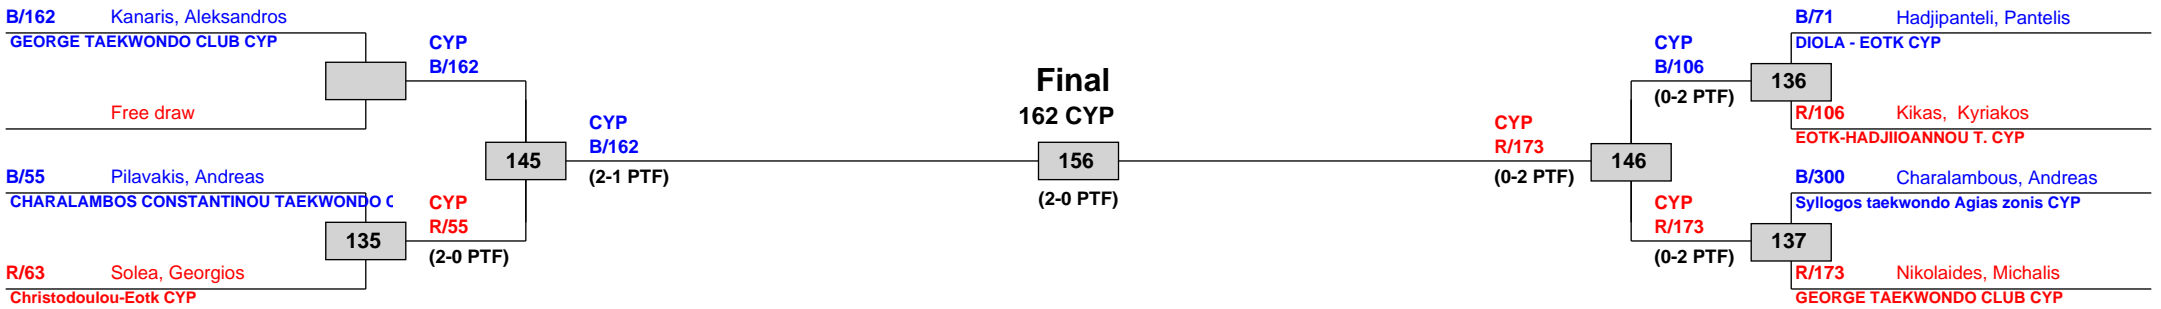 B/162 Kanaris, Aleksandros
GEORGE TAEKWONDO CLUB CYP
Free draw
B/55 Pilavakis, Andreas
CHARALAMBOS CONSTANTINOU TAEKWONDO C
R/63 Solea, Georgios
Christodoulou-Eotk CYP
135
CYP
B/162
CYP
R/55
(2-0 PTF)
145
CYP
B/162
(2-1 PTF)
Final
162 CYP
156
(2-0 PTF)
CYP
R/173
(0-2 PTF)
146
CYP
B/106
(0-2 PTF)
CYP
R/173
(0-2 PTF)
136
137
B/71 Hadjipanteli, Pantelis
DIOLA - EOTK CYP
R/106 Kikas, Kyriakos
EOTK-HADJIIOANNOU T. CYP
B/300 Charalambous, Andreas
Syllogos taekwondo Agias zonis CYP
R/173 Nikolaides, Michalis
GEORGE TAEKWONDO CLUB CYP